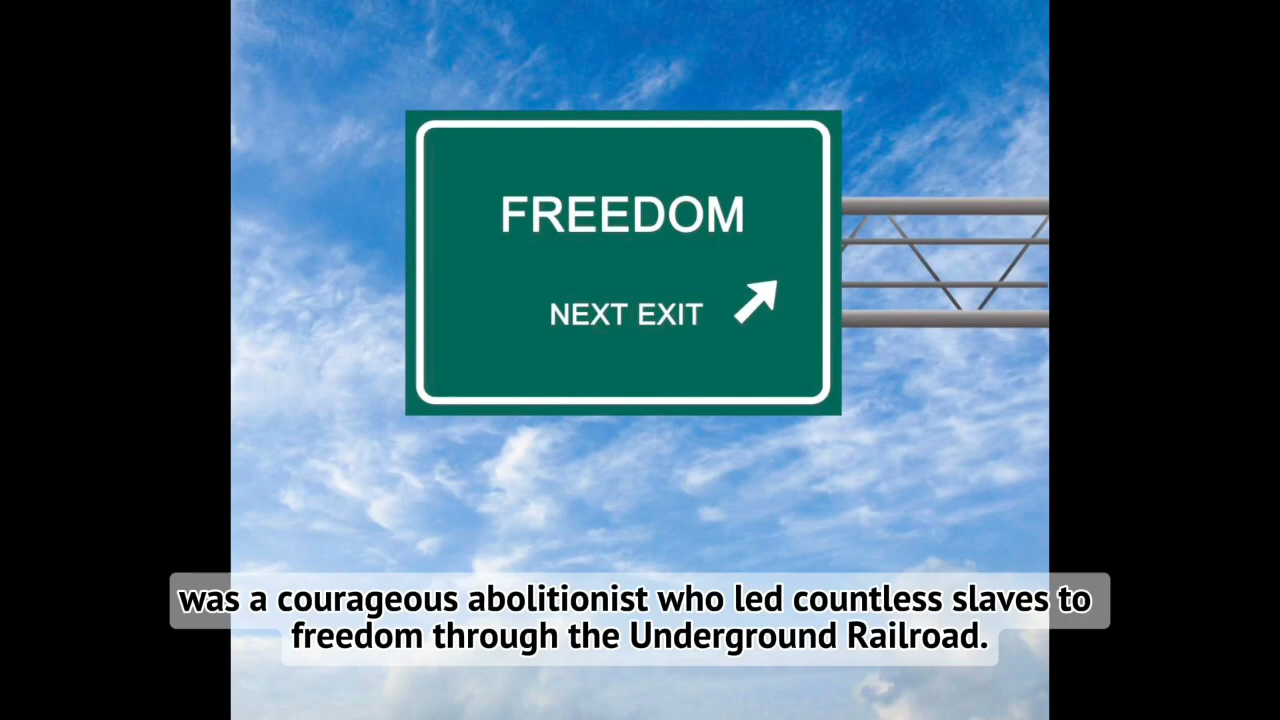 FREEDOM
NEXT EXIT
was a courageous abolitionist who led countless slaves to
freedom through the Underground Railroad.